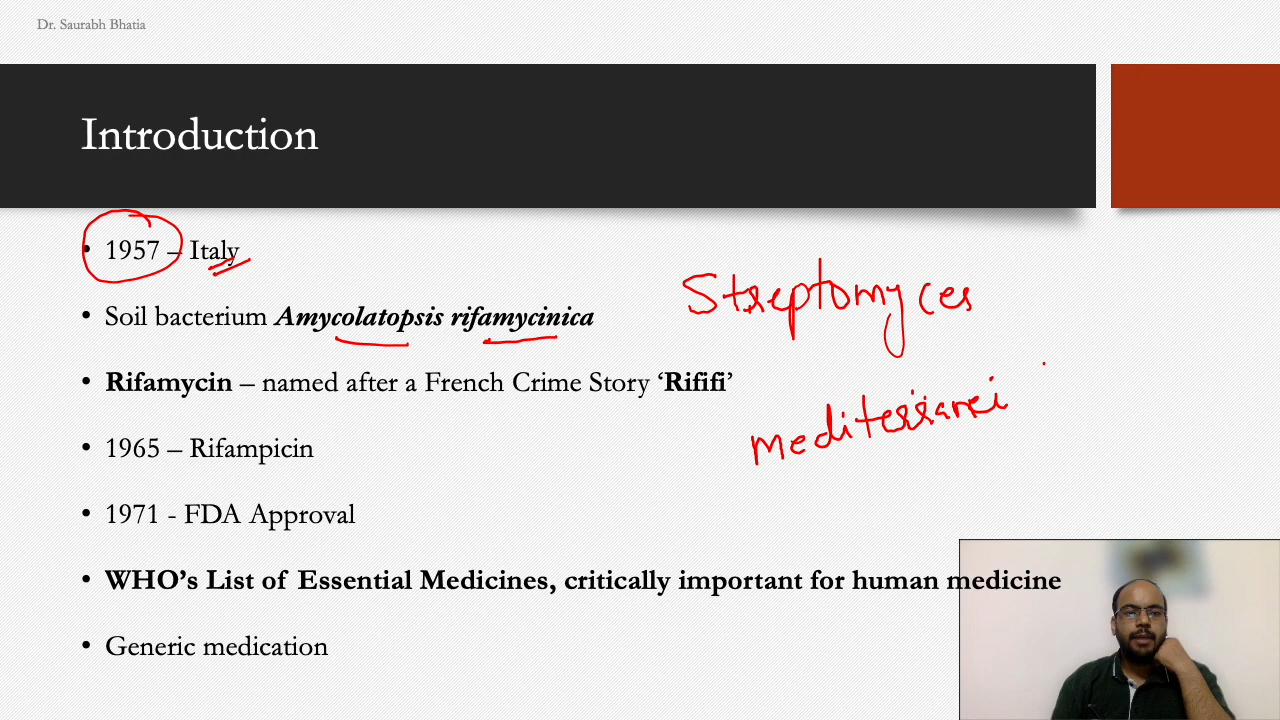 Dr. Saurabh Bhatia
Introduction
• 1957 – Italy
• Soil bacterium Amycolatopsis rifamycinica
Streptomyces
• Rifamycin – named after a French Crime Story ‘Rififi’
mediterranei
• 1965 – Rifampicin
• 1971 - FDA Approval
• WHO’s List of Essential Medicines, critically important for human medicine
• Generic medication